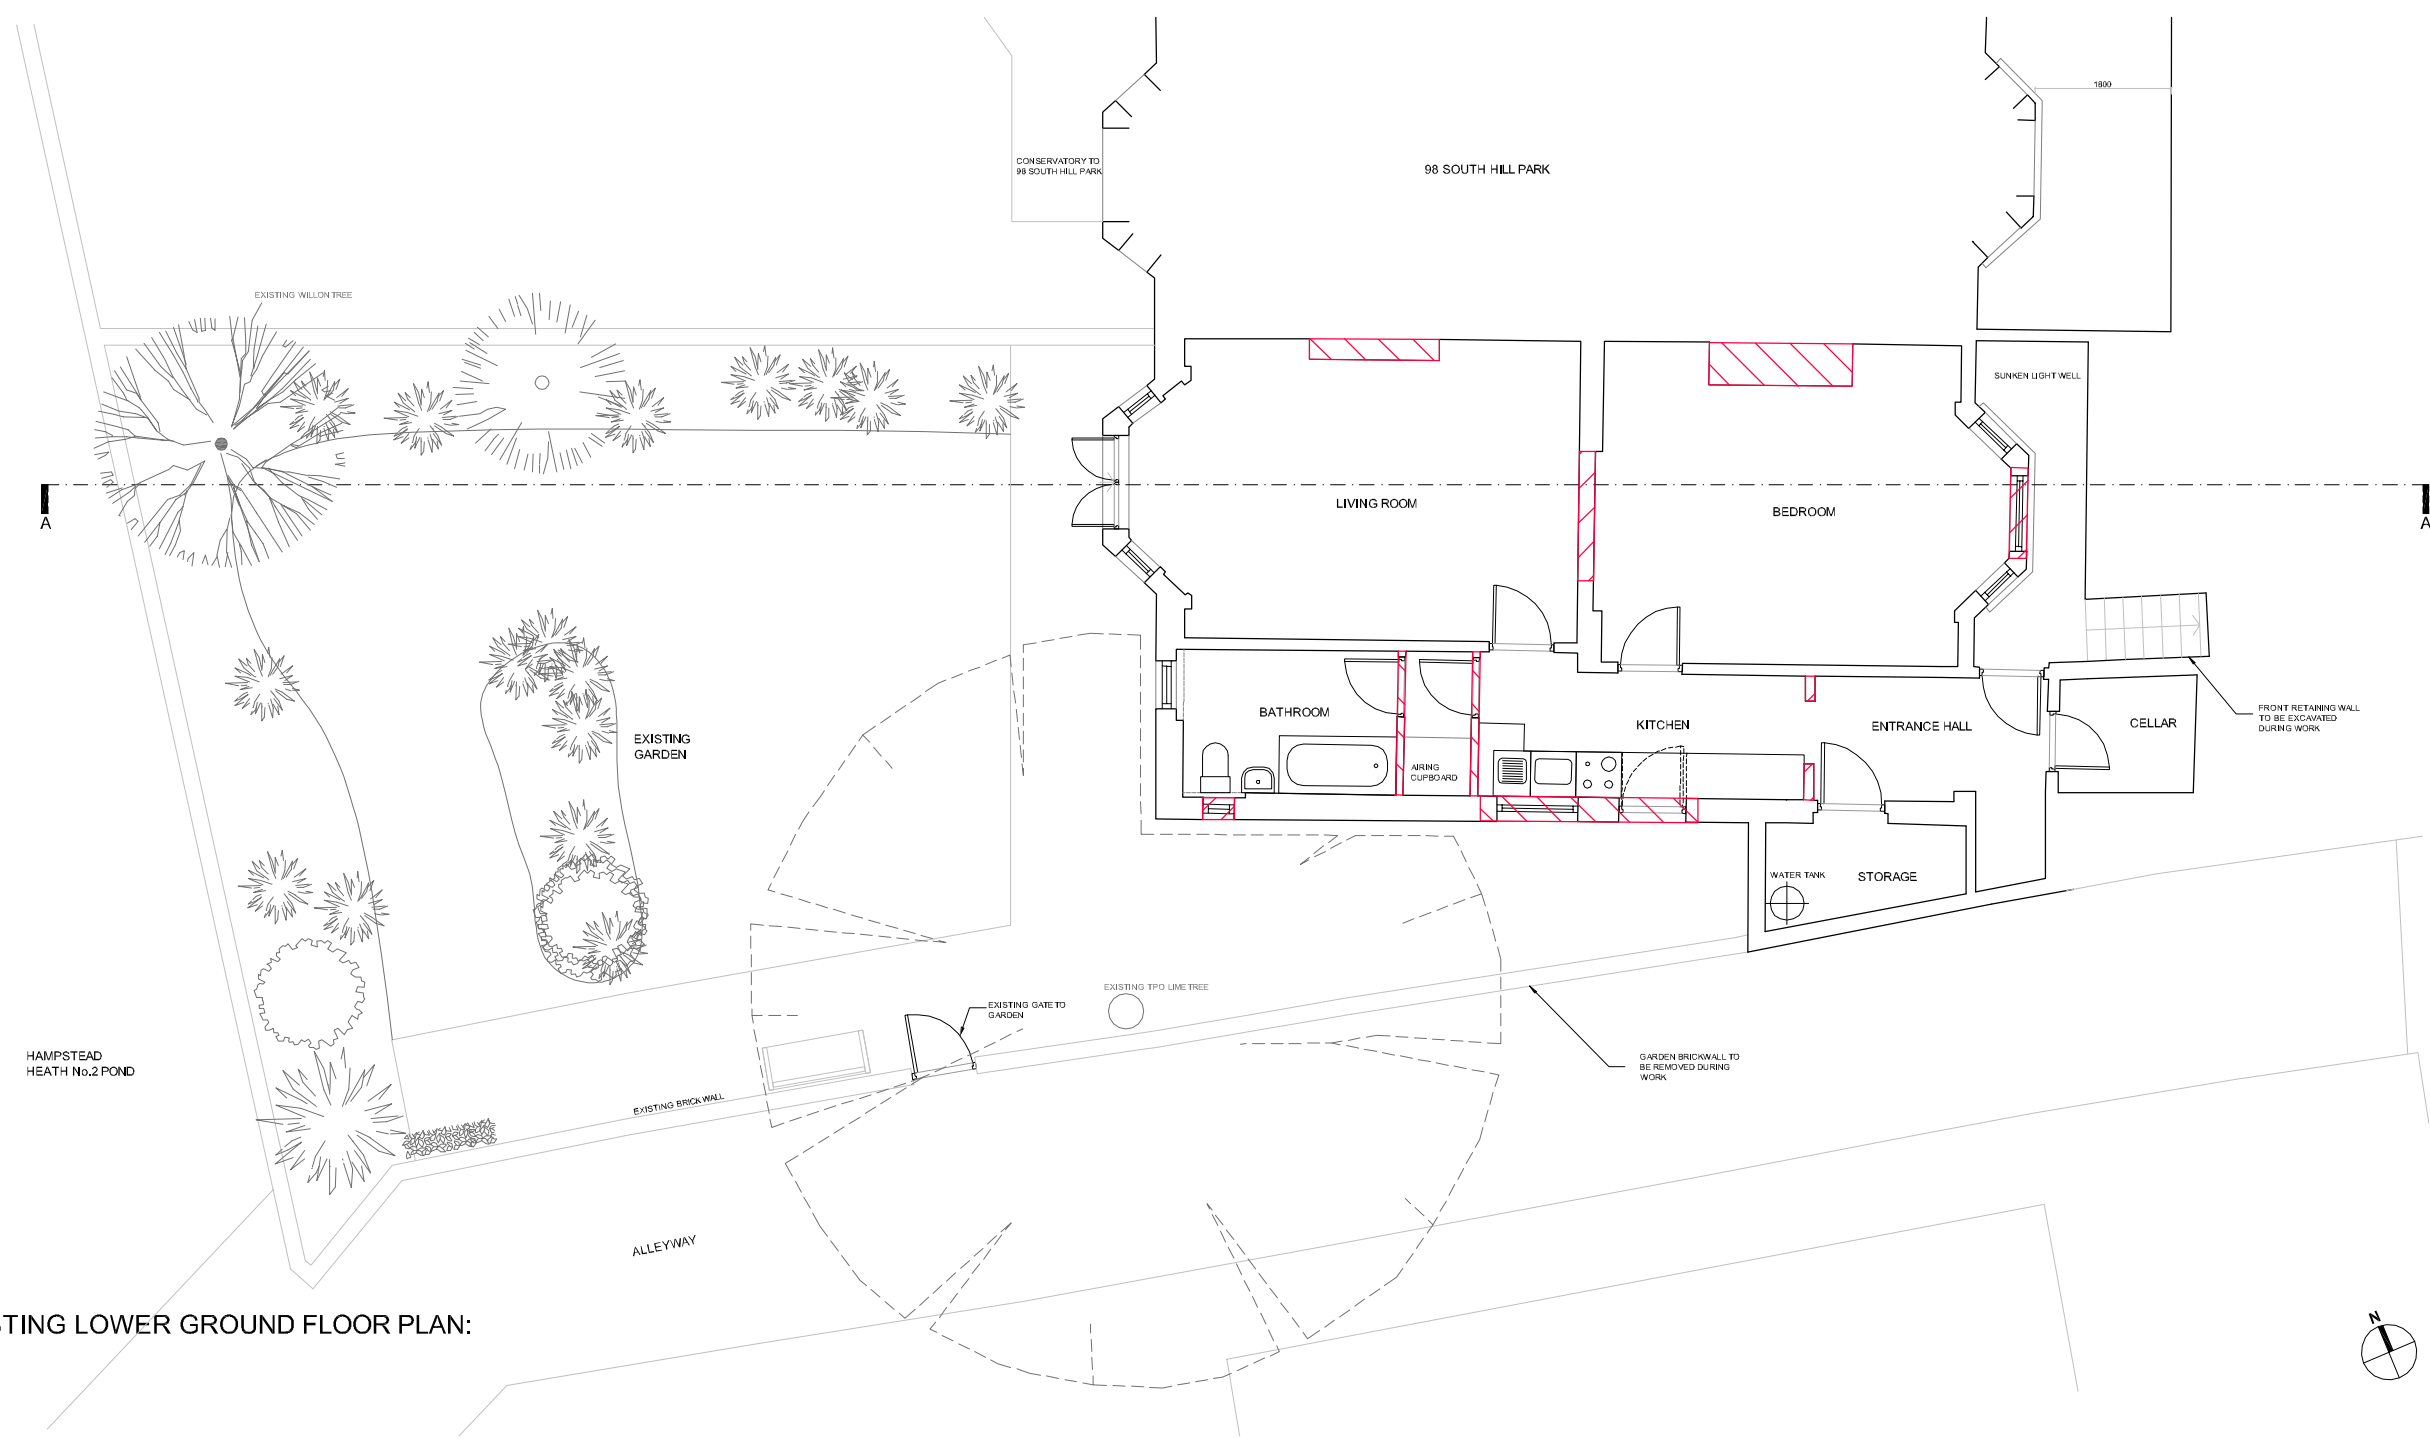 1800
CONSERVATORY TO
98 SOUTH HILL PARK
98 SOUTH HILL PARK
EXISTING WILLON TREE
SUNKEN LIGHT WELL
A
LIVING ROOM
BEDROOM
A
BATHROOM
KITCHEN
ENTRANCE HALL
CELLAR
FRONT RETAINING WALL
TO BE EXCAVATED
DURING WORK
EXISTING
GARDEN
AIRING
CUPBOARD
WATER TANK
STORAGE
EXISTING TPO LIME TREE
EXISTING GATE TO
GARDEN
HAMPSTEAD
HEATH No.2 POND
GARDEN BRICKWALL TO
BE REMOVED DURING
WORK
EXISTING BRICK WALL
ALLEYWAY
STING LOWER GROUND FLOOR PLAN:
N